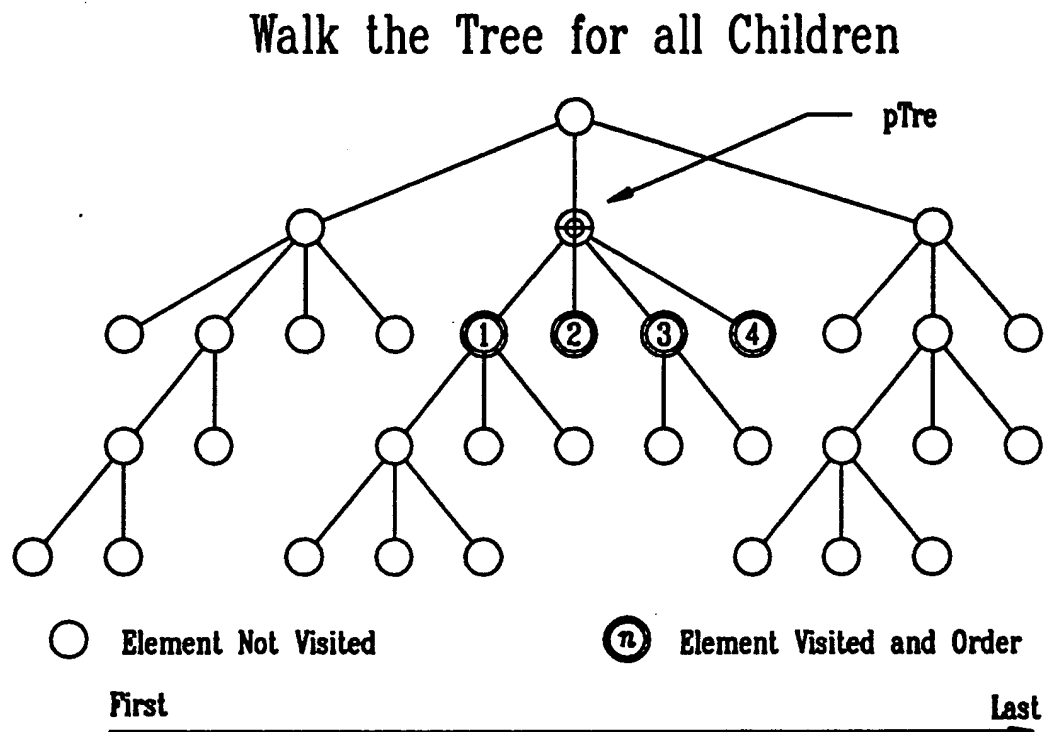 Walk the Tree for all Children
pTre
1 2 3 4
Element Not Visited
n Element Visited and Order
First Last